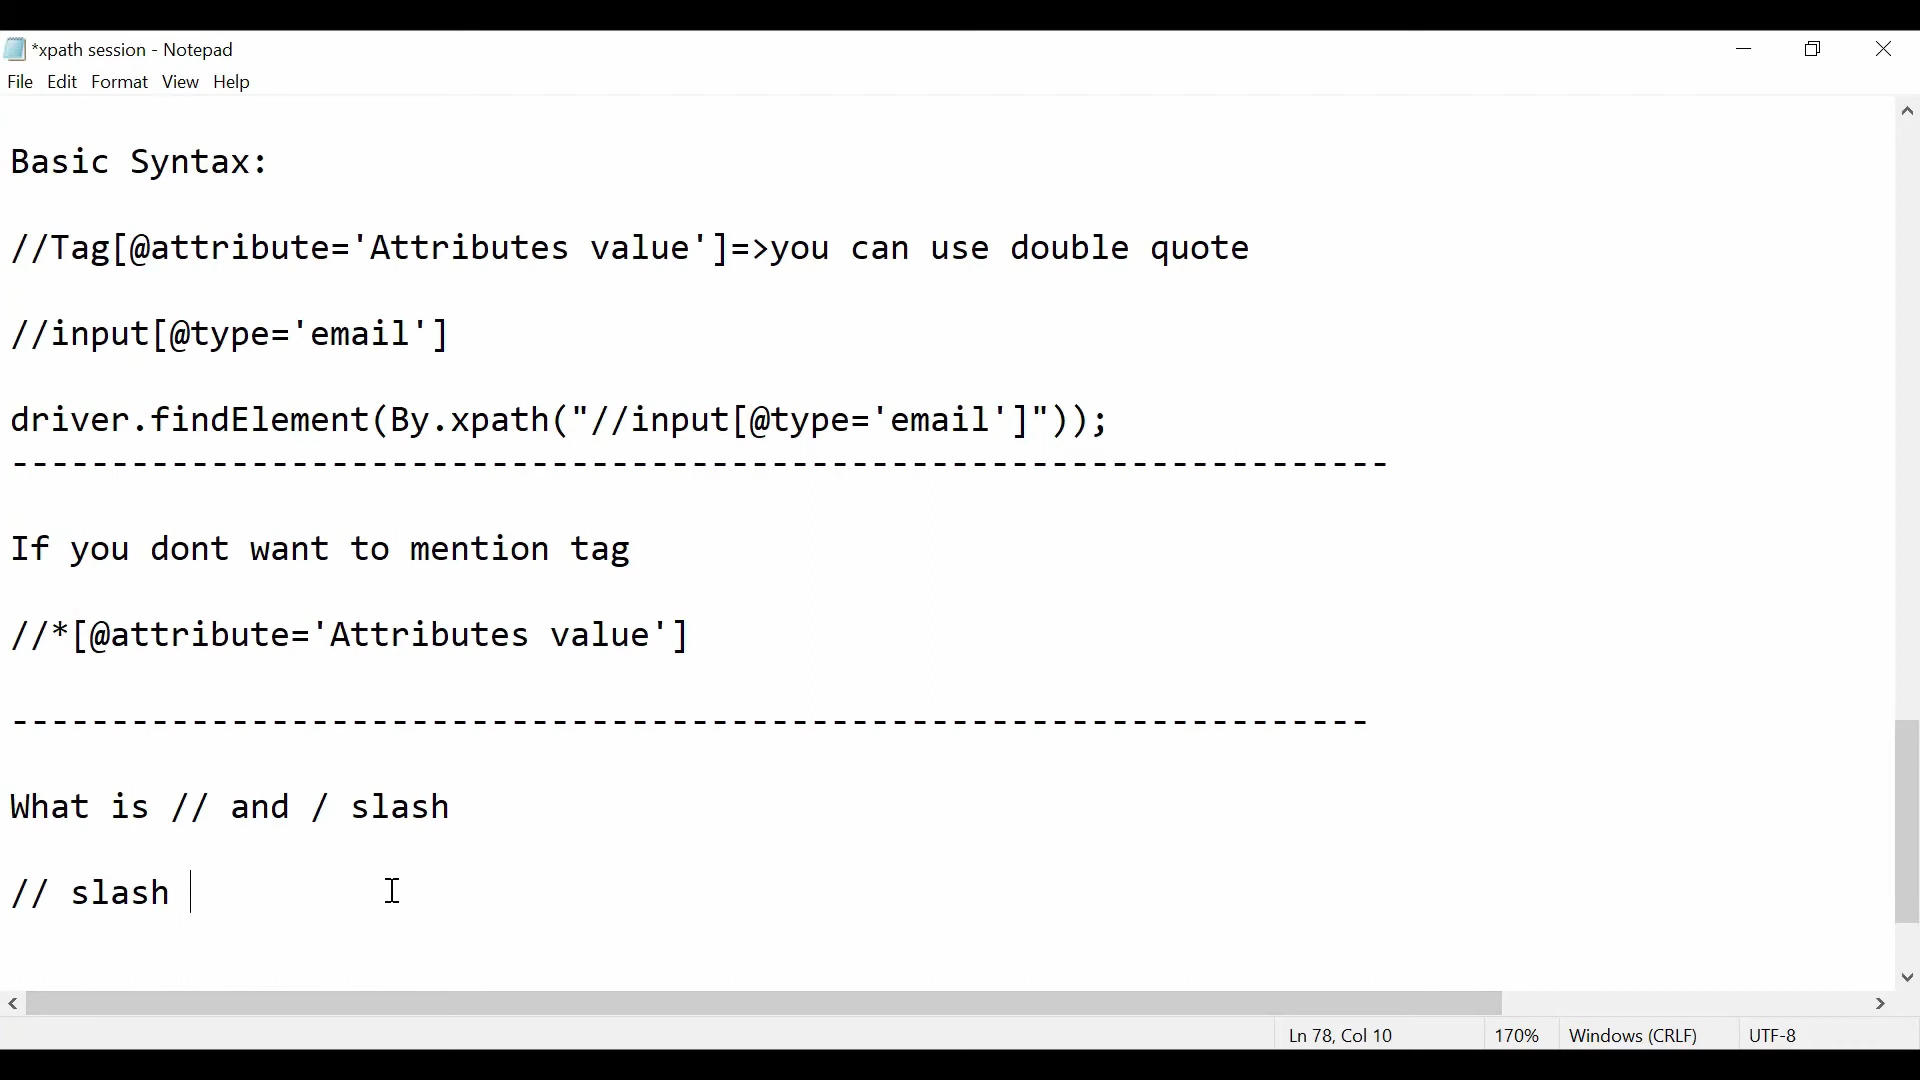 *xpath session - Notepad
File Edit Format View Help
Basic Syntax:
//Tag[@attribute='Attributes value']=>you can use double quote
//input[@type='email']
driver.findElement(By.xpath("//input[@type='email']"));
---------------------------------------------------------------------
If you dont want to mention tag
//*[@attribute='Attributes value']
--------------------------------------------------------------------
What is // and / slash
// slash
Ln 78, Col 10 170% Windows (CRLF) UTF-8